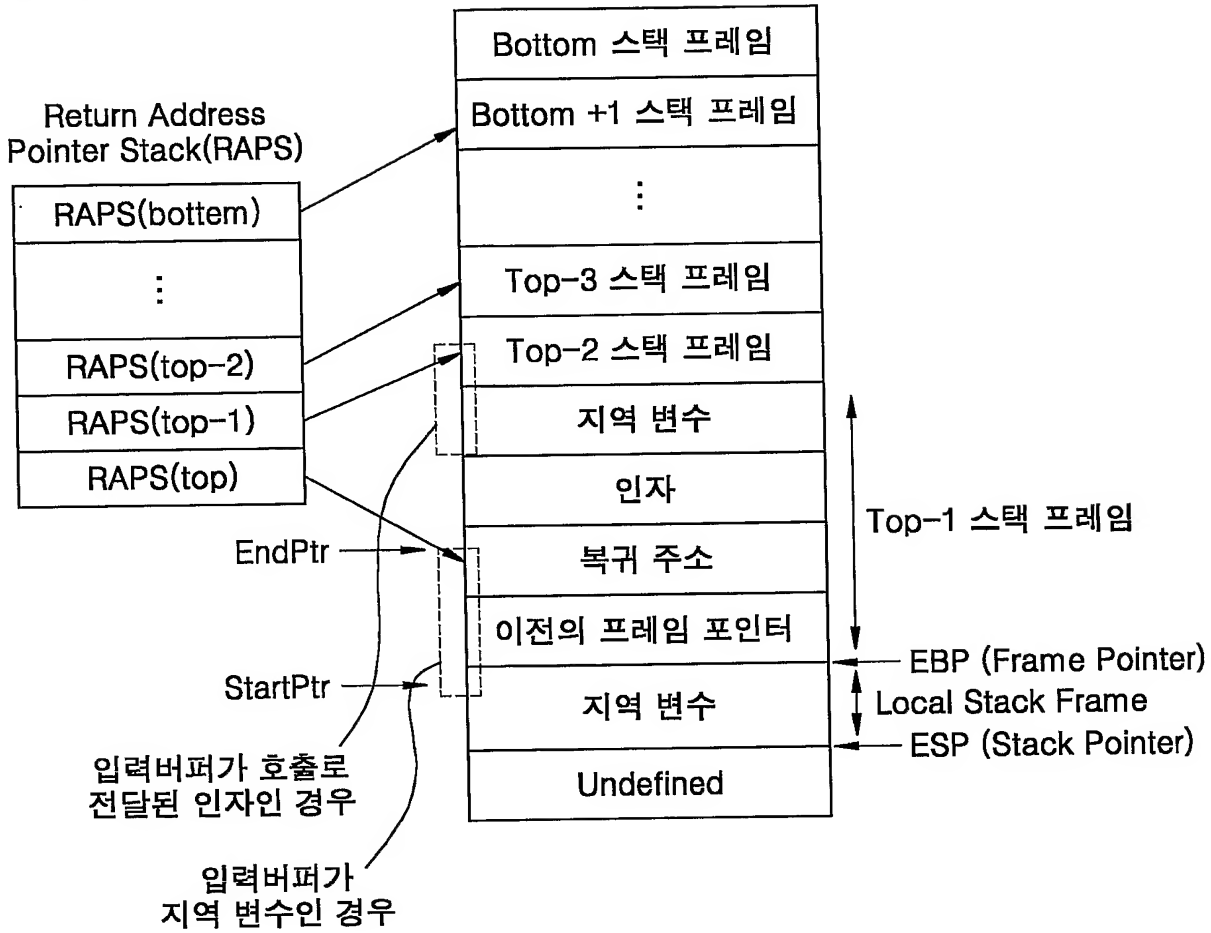 Return Address
Pointer Stack(RAPS)
RAPS(bottem)
⋮
RAPS(top-2)
RAPS(top-1)
RAPS(top)
Bottom 스택 프레임
Bottom +1 스택 프레임
⋮
Top-3 스택 프레임
Top-2 스택 프레임
지역 변수
인자
복귀 주소
이전의 프레임 포인터
지역 변수
Undefined
Top-1 스택 프레임
EBP (Frame Pointer)
Local Stack Frame
ESP (Stack Pointer)
EndPtr
StartPtr
입력버퍼가 호출로
전달된 인자인 경우
입력버퍼가
지역 변수인 경우